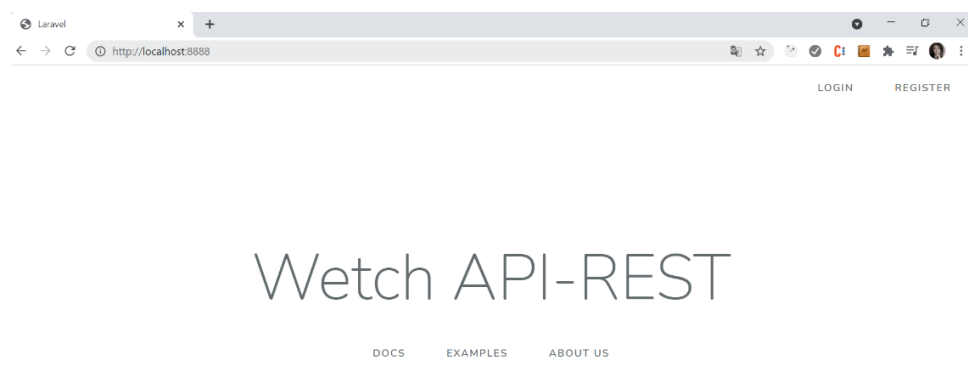 Laravel
http://localhost:8888
LOGIN REGISTER
Wetch API-REST
DOCS EXAMPLES ABOUT US